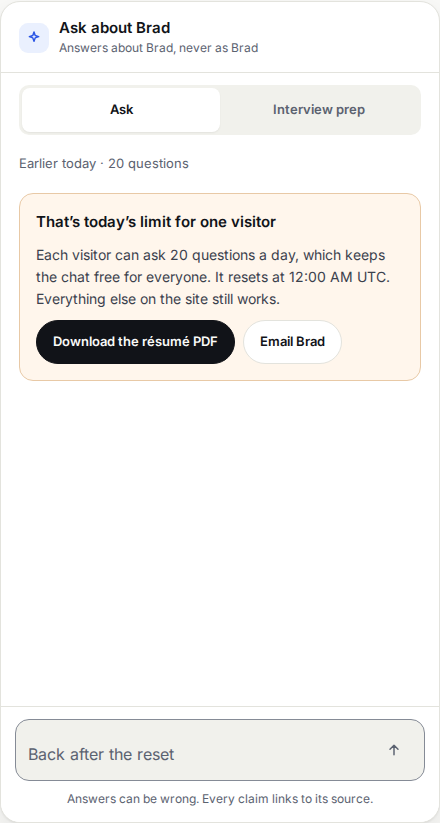 Ask about Brad
Answers about Brad, never as Brad
Ask
Interview prep
Earlier today · 20 questions
That’s today’s limit for one visitor
Each visitor can ask 20 questions a day, which keeps
the chat free for everyone. It resets at 12:00 AM UTC.
Everything else on the site still works.
Download the résumé PDF
Email Brad
Back after the reset
Answers can be wrong. Every claim links to its source.